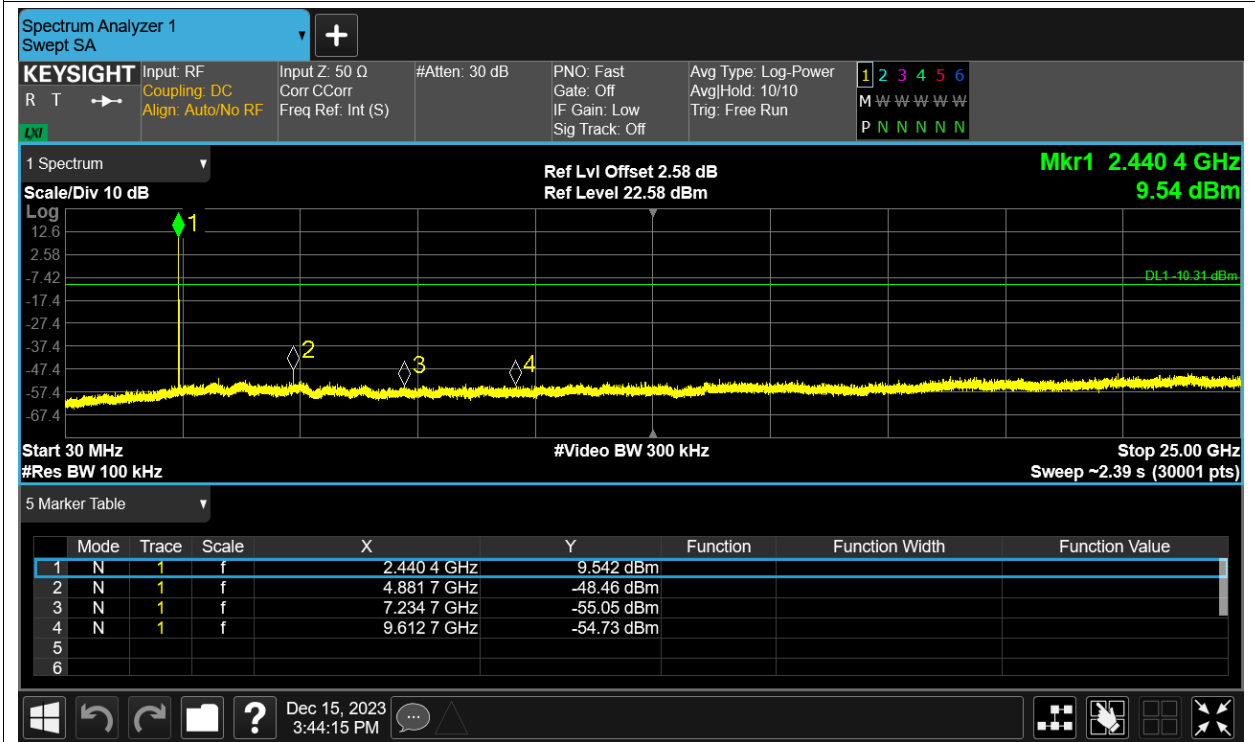 Spectrum Analyzer 1
Swept SA
+
KEYSIGHT
R T
LXI
Input: RF
Coupling: DC
Align: Auto/No RF
Input Z: 50 Ω
Corr CCorr
Freq Ref: Int (S)
#Atten: 30 dB
PNO: Fast
Gate: Off
IF Gain: Low
Sig Track: Off
Avg Type: Log-Power
Avg|Hold: 10/10
Trig: Free Run
1 2 3 4 5 6
M W W W W W
P N N N N N
1 Spectrum
Scale/Div 10 dB
Ref Lvl Offset 2.58 dB
Ref Level 22.58 dBm
Mkr1 2.440 4 GHz
9.54 dBm
Log
12.6
2.58
-7.42
-17.4
-27.4
-37.4
-47.4
-57.4
-67.4
1
2
3
4
DL1 -10.31 dBm
Start 30 MHz
#Video BW 300 kHz
Stop 25.00 GHz
#Res BW 100 kHz
Sweep ~2.39 s (30001 pts)
5 Marker Table
Mode Trace Scale X Y Function Function Width Function Value
1 N 1 f 2.440 4 GHz 9.542 dBm
2 N 1 f 4.881 7 GHz -48.46 dBm
3 N 1 f 7.234 7 GHz -55.05 dBm
4 N 1 f 9.612 7 GHz -54.73 dBm
5
6
?
Dec 15, 2023
3:44:15 PM